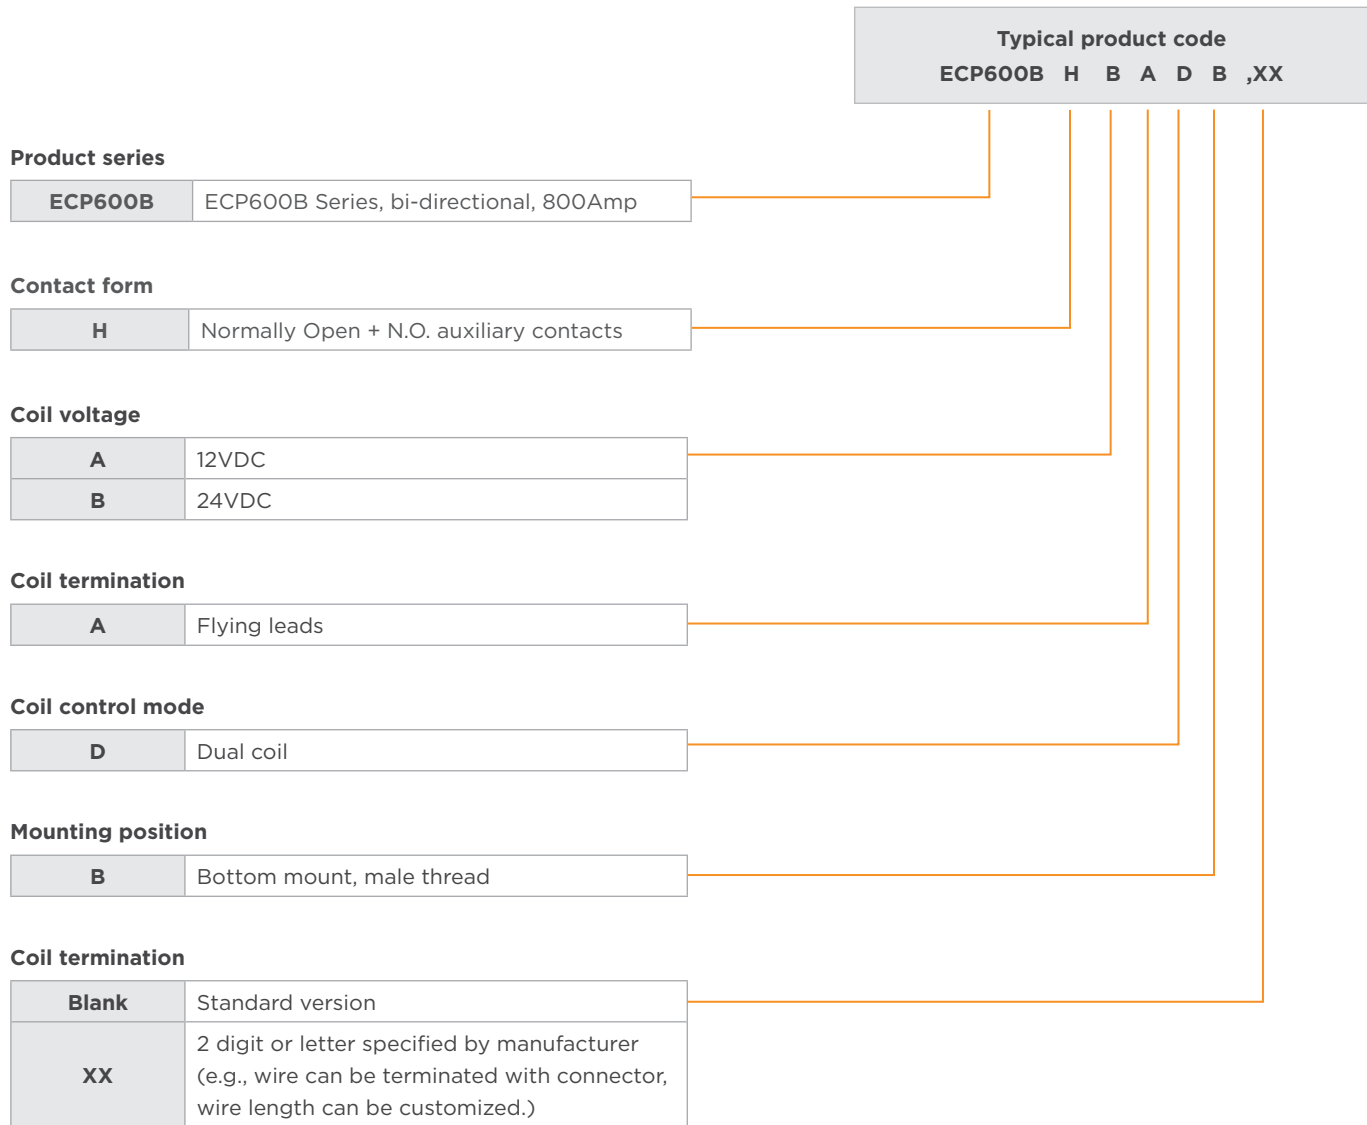 Typical product code
ECP600B H B A D B ,XX
Product series
ECP600B ECP600B Series, bi-directional, 800Amp
Contact form
H Normally Open + N.O. auxiliary contacts
Coil voltage
A 12VDC
B 24VDC
Coil termination
A Flying leads
Coil control mode
D Dual coil
Mounting position
B Bottom mount, male thread
Coil termination
Blank Standard version
XX 2 digit or letter specified by manufacturer
(e.g., wire can be terminated with connector,
wire length can be customized.)